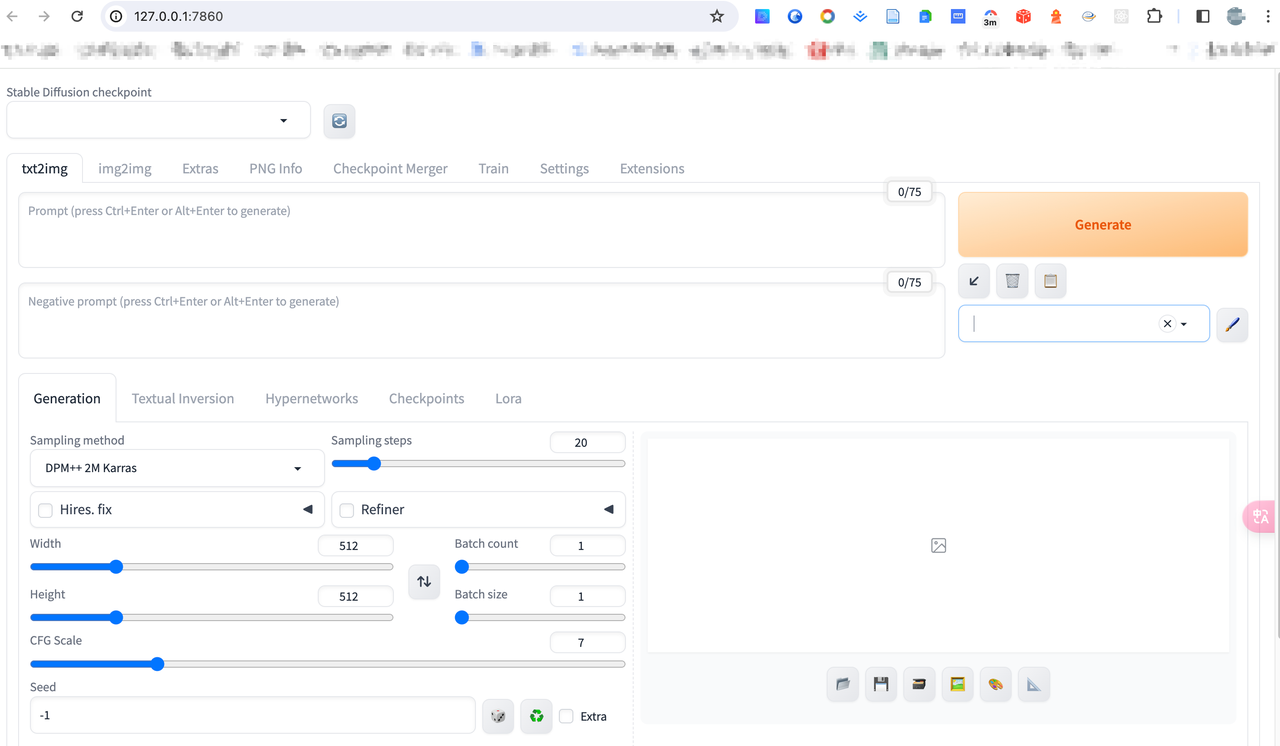 127.0.0.1:7860
3m
Stable Diffusion checkpoint
txt2img img2img Extras PNG Info Checkpoint Merger Train Settings Extensions
0/75
Prompt (press Ctrl+Enter or Alt+Enter to generate)
Generate
0/75
Negative prompt (press Ctrl+Enter or Alt+Enter to generate)
Generation Textual Inversion Hypernetworks Checkpoints Lora
Sampling method Sampling steps 20
DPM++ 2M Karras
Hires. fix Refiner
Width 512 Batch count 1
Height 512 Batch size 1
CFG Scale 7
Seed
-1 Extra